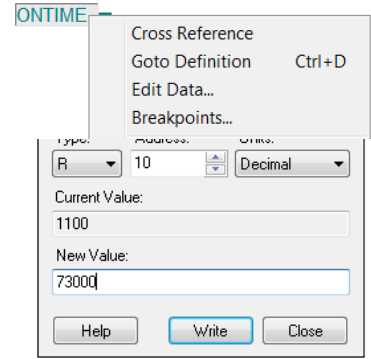 ONTIME
Cross Reference
Goto Definition Ctrl+D
Edit Data...
Breakpoints...
Type: Address: Units:
R 10 Decimal
Current Value:
1100
New Value:
73000
Help Write Close